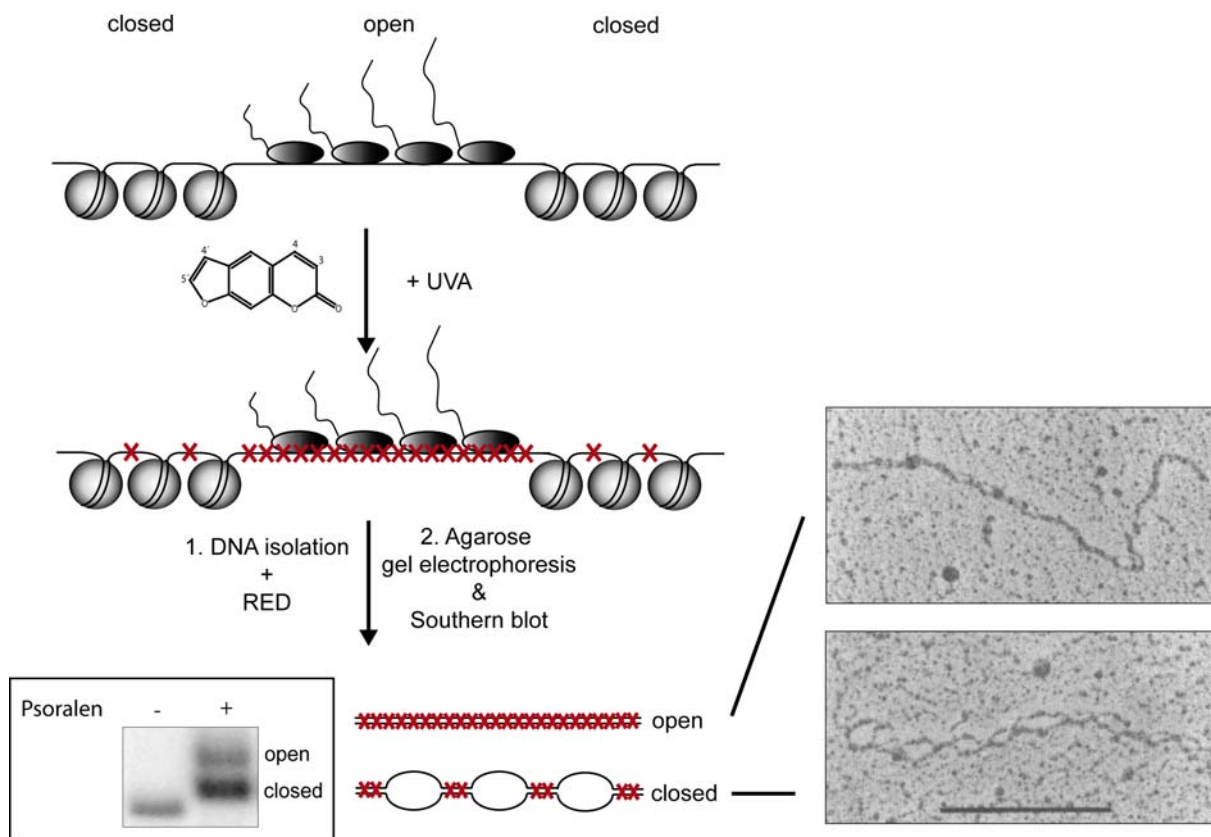 closed open closed
4´ 4
5´ 3
O O O
+ UVA
1. DNA isolation
+
RED
2. Agarose
gel electrophoresis
&
Southern blot
Psoralen - +
open
closed
open
closed